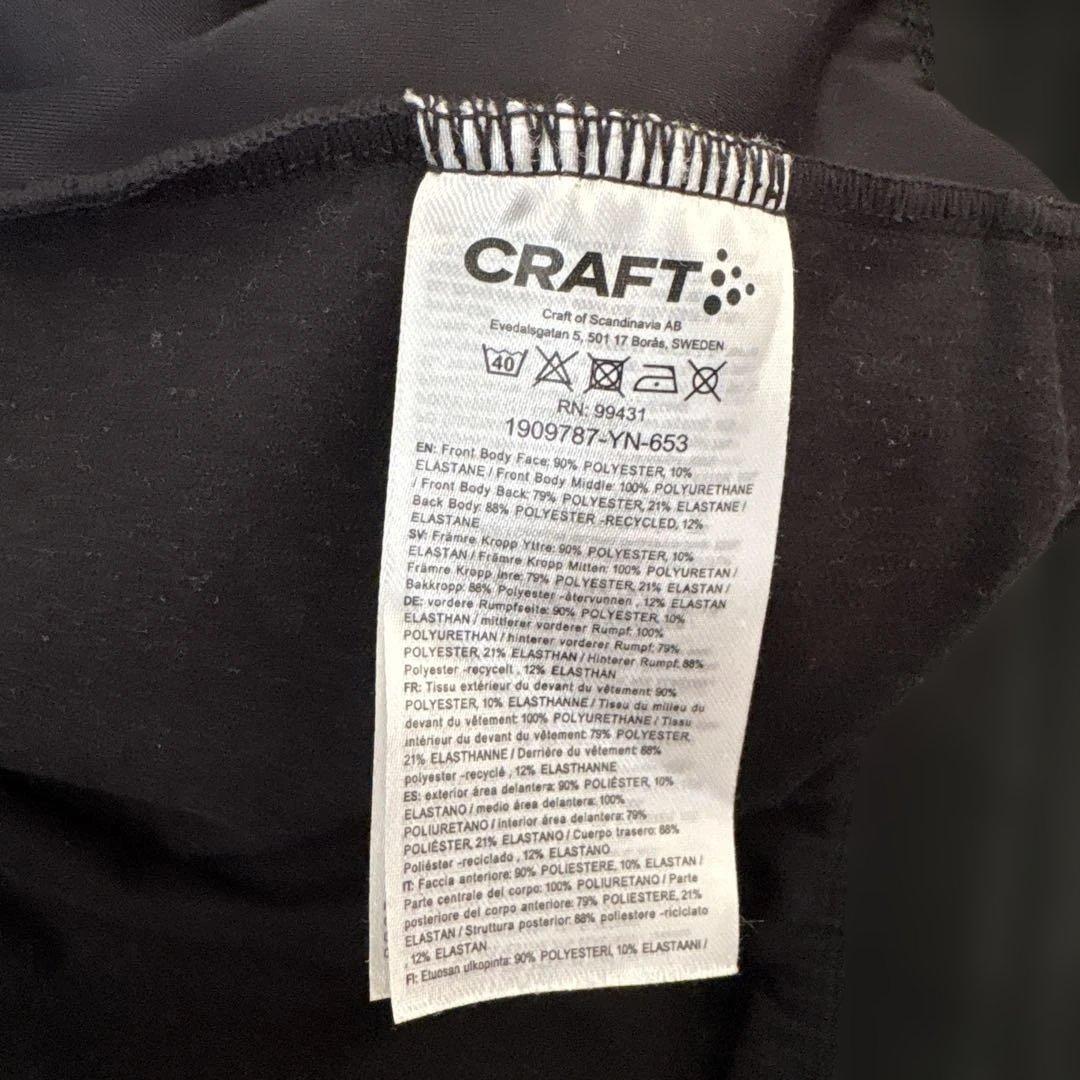 CRAFT
Craft of Scandinavia AB
Evedalsgatan 5, 501 17 Borås, SWEDEN
40
RN: 99431
1909787-YN-653
EN: Front Body Face: 90% POLYESTER, 10%
ELASTANE / Front Body Middle: 100% POLYURETHANE
/ Front Body Back: 79% POLYESTER, 21% ELASTANE /
Back Body: 88% POLYESTER -RECYCLED, 12%
ELASTANE
SV: Främre Kropp Yttre: 90% POLYESTER, 10%
ELASTAN / Främre Kropp Mitten: 100% POLYURETAN /
Främre Kropp Inre: 79% POLYESTER, 21% ELASTAN /
Bakkropp: 88% Polyester -återvunnen , 12% ELASTAN
DE: vordere Rumpfseite: 90% POLYESTER, 10%
ELASTHAN / mittlerer vorderer Rumpf: 100%
POLYURETHAN / hinterer vorderer Rumpf: 79%
POLYESTER, 21% ELASTHAN / Hinterer Rumpf: 88%
Polyester -recycelt , 12% ELASTHAN
FR: Tissu extérieur du devant du vêtement: 90%
POLYESTER, 10% ELASTHANNE / Tissu du milieu du
devant du vêtement: 100% POLYURETHANE / Tissu
intérieur du devant du vêtement: 79% POLYESTER,
21% ELASTHANNE / Derrière du vêtement: 88%
polyester -recyclé , 12% ELASTHANNE
ES: exterior área delantera: 90% POLIÉSTER, 10%
ELASTANO / medio área delantera: 100%
POLIURETANO / interior área delantera: 79%
POLIÉSTER, 21% ELASTANO / Cuerpo trasero: 88%
Poliéster -reciclado , 12% ELASTANO
IT: Faccia anteriore: 90% POLIESTERE, 10% ELASTAN /
Parte centrale del corpo: 100% POLIURETANO / Parte
posteriore del corpo anteriore: 79% POLIESTERE, 21%
ELASTAN / Struttura posterior: 88% poliestere -riciclato
, 12% ELASTAN
FI: Etuosan ulkopinta: 90% POLYESTERI, 10% ELASTAANI /